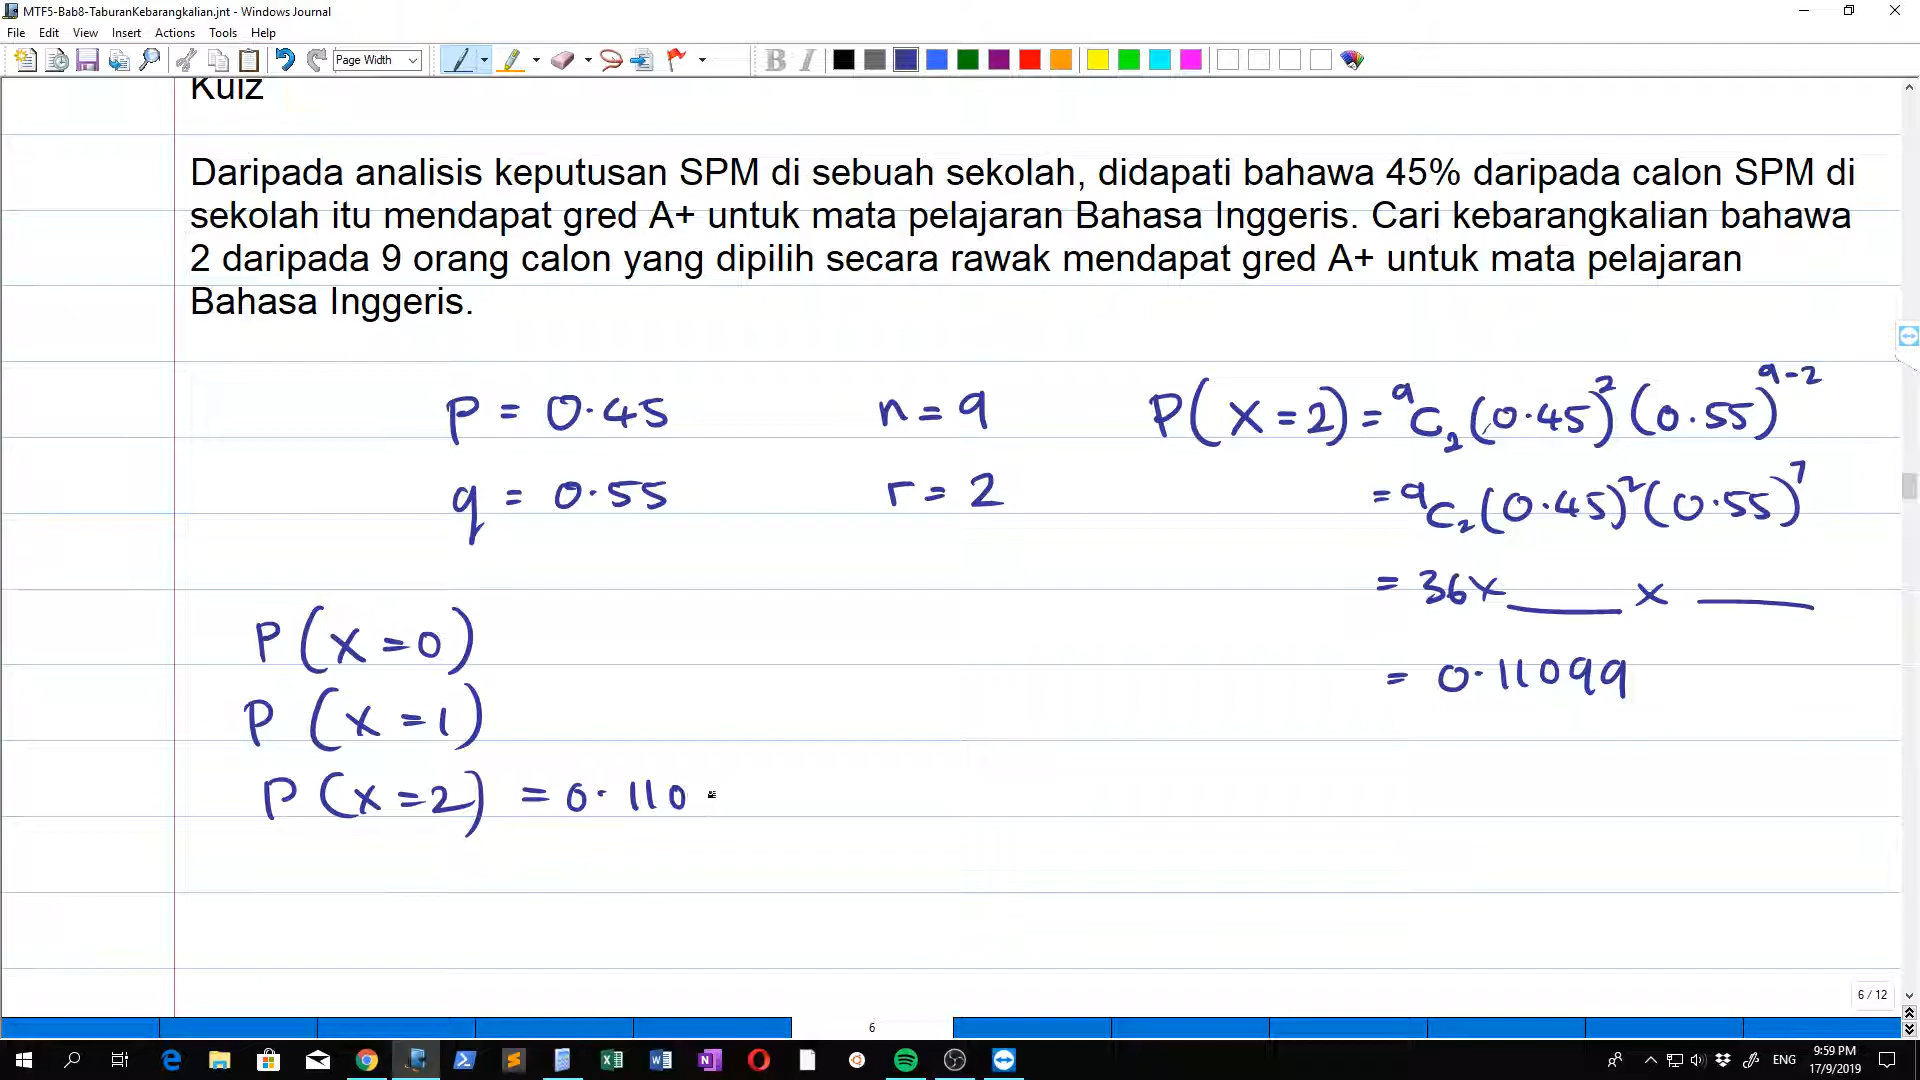 MTF5-Bab8-TaburanKebarangkalian.jnt - Windows Journal
File Edit View Insert Actions Tools Help
Page Width B I
Kuiz
Daripada analisis keputusan SPM di sebuah sekolah, didapati bahawa 45% daripada calon SPM di
sekolah itu mendapat gred A+ untuk mata pelajaran Bahasa Inggeris. Cari kebarangkalian bahawa
2 daripada 9 orang calon yang dipilih secara rawak mendapat gred A+ untuk mata pelajaran
Bahasa Inggeris.
p = 0.45 n = 9 P(X = 2) = ⁹C₂ (0.45)² (0.55)⁹⁻²
q = 0.55 r = 2 = ⁹C₂ (0.45)² (0.55)⁷
= 36 x ____ x ____
P(X = 0)
= 0.11099
P(X = 1)
P(X = 2) = 0.110
6 / 12
6
ENG
9:59 PM
17/9/2019